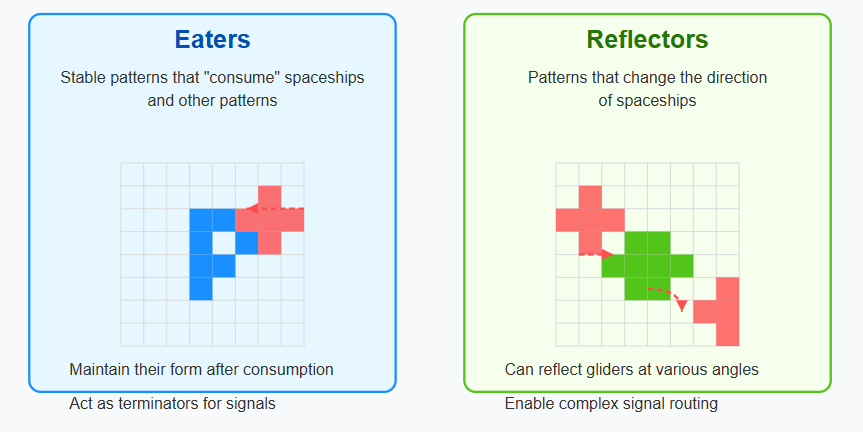 Eaters
Stable patterns that "consume" spaceships
and other patterns
Maintain their form after consumption
Act as terminators for signals
Reflectors
Patterns that change the direction
of spaceships
Can reflect gliders at various angles
Enable complex signal routing